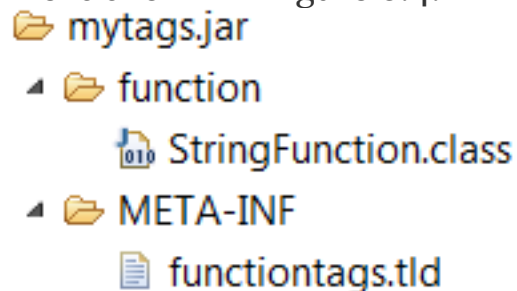 mytags.jar
function
StringFunction.class
META-INF
functiontags.tld